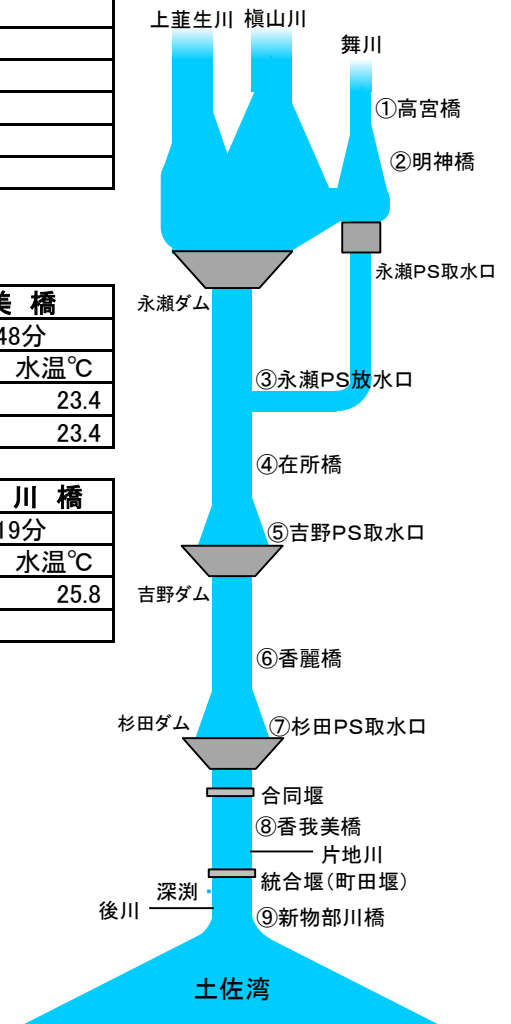 上韮生川 槇山川
舞川
①高宮橋
②明神橋
永瀬PS取水口
永瀬ダム
美 橋
48分
水温℃
23.4
23.4
③永瀬PS放水口
④在所橋
川 橋
19分
水温℃
25.8
⑤吉野PS取水口
吉野ダム
⑥香麗橋
杉田ダム
⑦杉田PS取水口
合同堰
⑧香我美橋
片地川
統合堰(町田堰)
深渕
後川
⑨新物部川橋
土佐湾